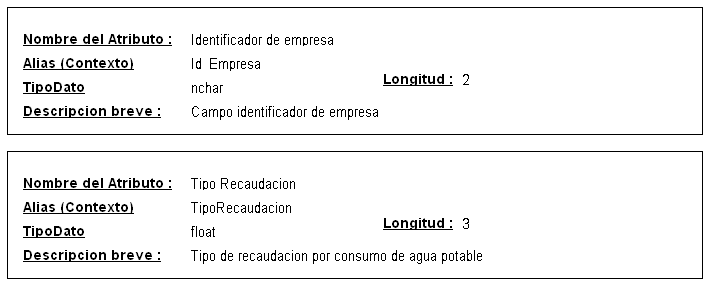 Nombre del Atributo : Identificador de empresa
Alias (Contexto) Id Empresa
TipoDato nchar Longitud : 2
Descripcion breve : Campo identificador de empresa
Nombre del Atributo : Tipo Recaudacion
Alias (Contexto) TipoRecaudacion
TipoDato float Longitud : 3
Descripcion breve : Tipo de recaudacion por consumo de agua potable